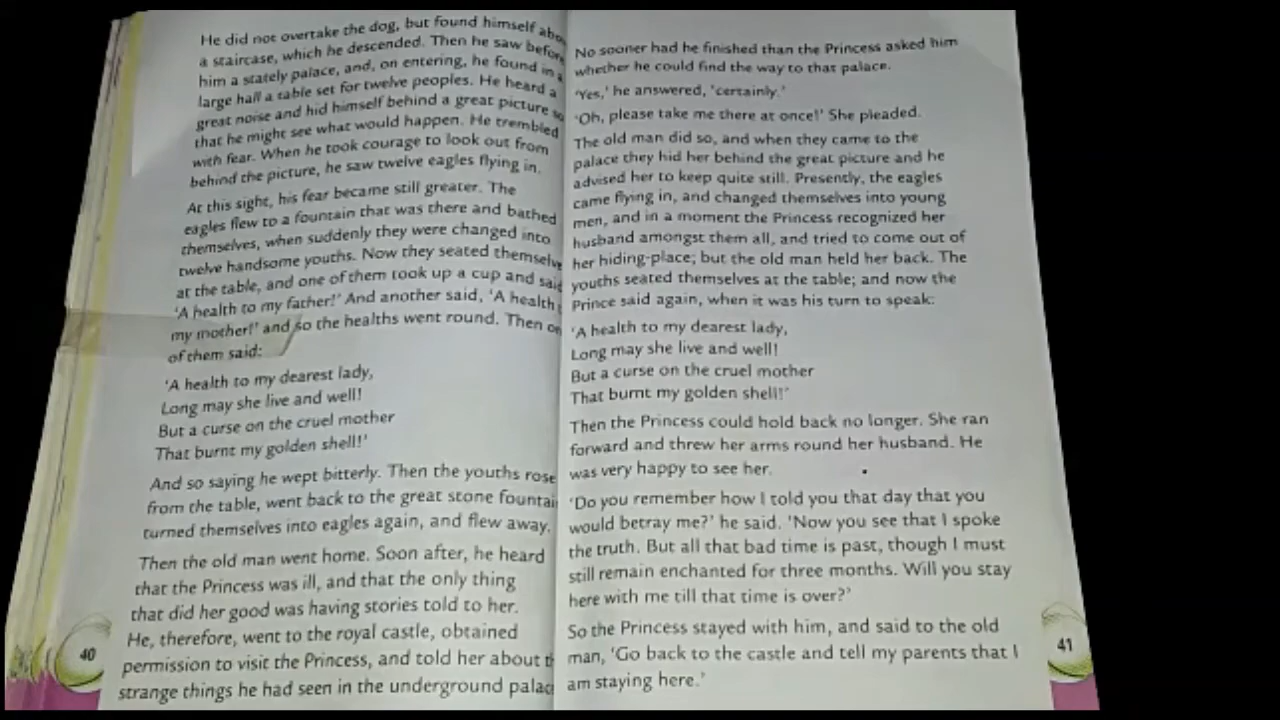 He did not overtake the dog, but found himself
a staircase, which he descended. Then he saw before
him a stately palace, and, on entering, he found in a
large hall a table set for twelve peoples. He heard a
great noise and hid himself behind a great picture so
that he might see what would happen. He trembled
with fear. When he took courage to look out from
behind the picture, he saw twelve eagles flying in.
At this sight, his fear became still greater. The
eagles flew to a fountain that was there and bathed
themselves, when suddenly they were changed into
twelve handsome youths. Now they seated
at the table, and one of them took up a cup and said
'A health to my father!' And another said, 'A health
my mother!' and so the healths went round. Then
of them said:
'A health to my dearest lady,
Long may she live and well!
But a curse on the cruel mother
That burnt my golden shell!'
And so saying he wept bitterly. Then the youths rose
from the table, went back to the great stone
turned themselves into eagles again, and flew away.
Then the old man went home. Soon after, he heard
that the Princess was ill, and that the only thing
that did her good was having stories told to her.
He, therefore, went to the royal castle, obtained
permission to visit the Princess, and told her about
strange things he had seen in the underground
40
No sooner had he finished than the Princess asked him
whether he could find the way to that palace.
'Yes,' he answered, 'certainly.'
'Oh, please take me there at once!' She pleaded.
The old man did so, and when they came to the
palace they hid her behind the great picture and he
advised her to keep quite still. Presently, the eagles
came flying in, and changed themselves into young
men, and in a moment the Princess recognized her
husband amongst them all, and tried to come out of
her hiding-place; but the old man held her back. The
youths seated themselves at the table; and now the
Prince said again, when it was his turn to speak:
'A health to my dearest lady,
Long may she live and well!
But a curse on the cruel mother
That burnt my golden shell!'
Then the Princess could hold back no longer. She ran
forward and threw her arms round her husband. He
was very happy to see her.
'Do you remember how I told you that day that you
would betray me?' he said. 'Now you see that I spoke
the truth. But all that bad time is past, though I must
still remain enchanted for three months. Will you stay
here with me till that time is over?'
So the Princess stayed with him, and said to the old
man, 'Go back to the castle and tell my parents that I
am staying here.'
41